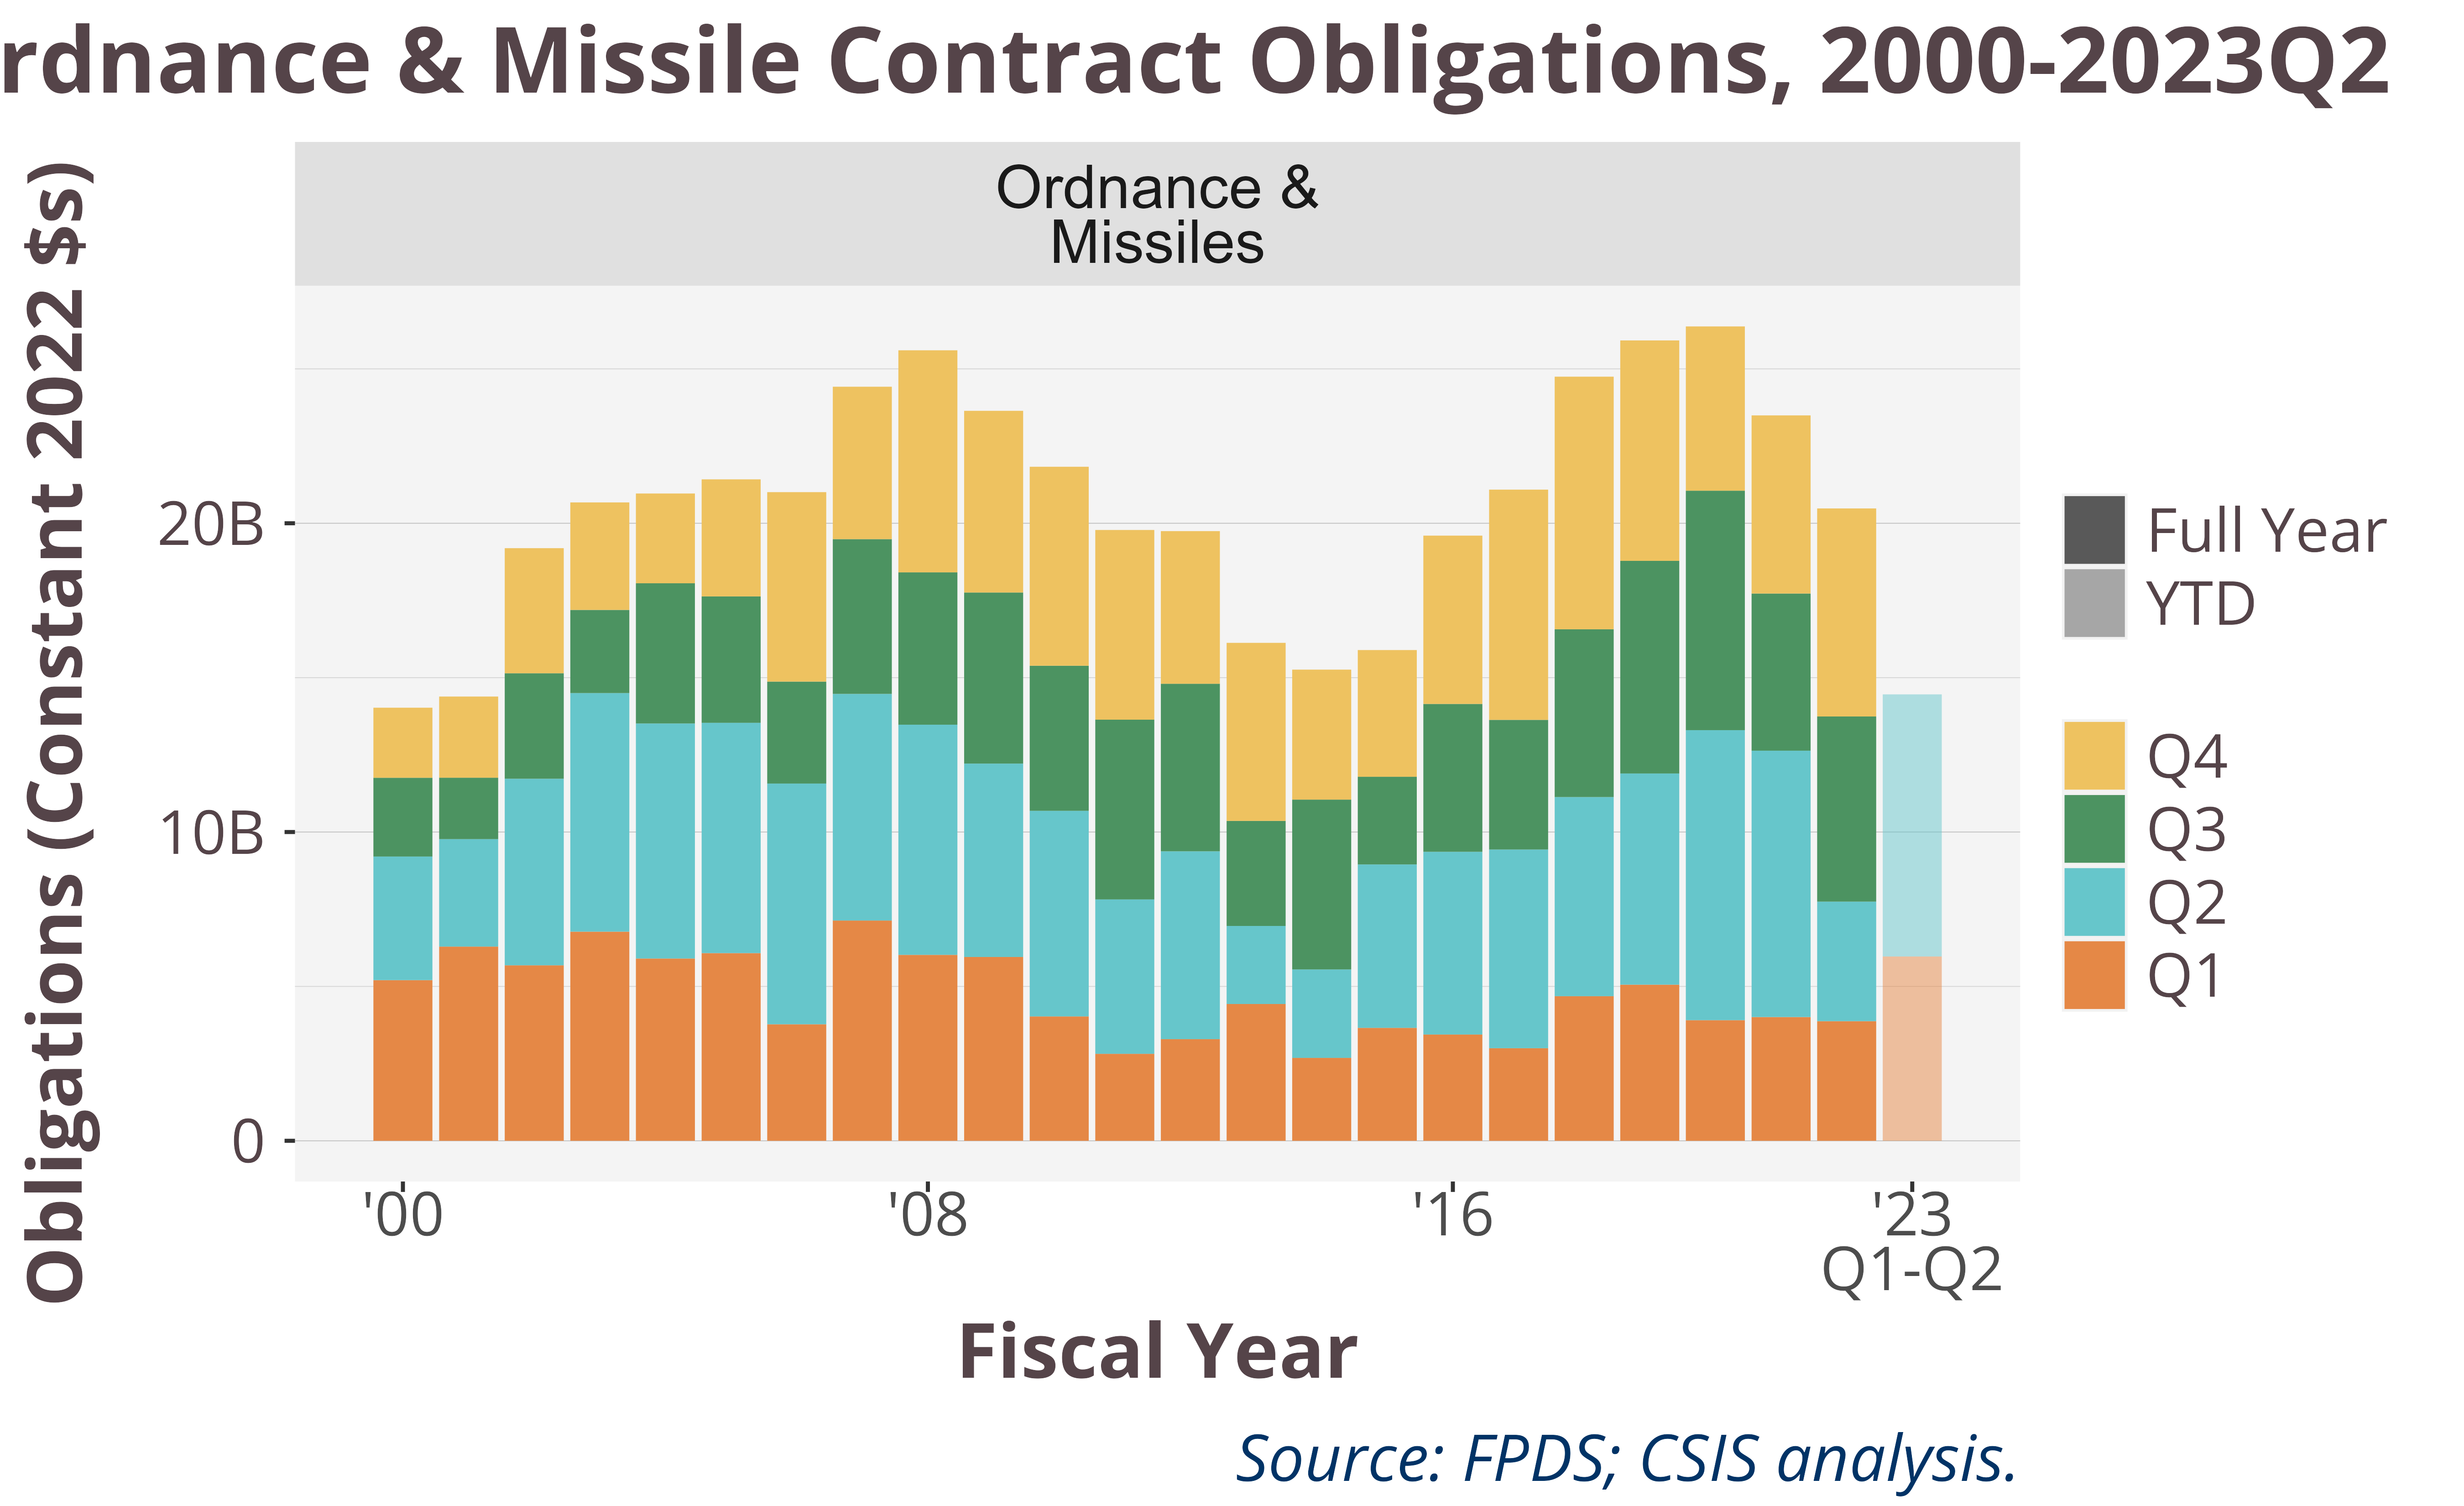 rdnance & Missile Contract Obligations, 2000-2023Q2
Ordnance &
Missiles
Obligations (Constant 2022 $s)
20B
10B
0
'00
'08
'16
'23
Q1-Q2
Fiscal Year
Full Year
YTD
Q4
Q3
Q2
Q1
Source: FPDS; CSIS analysis.